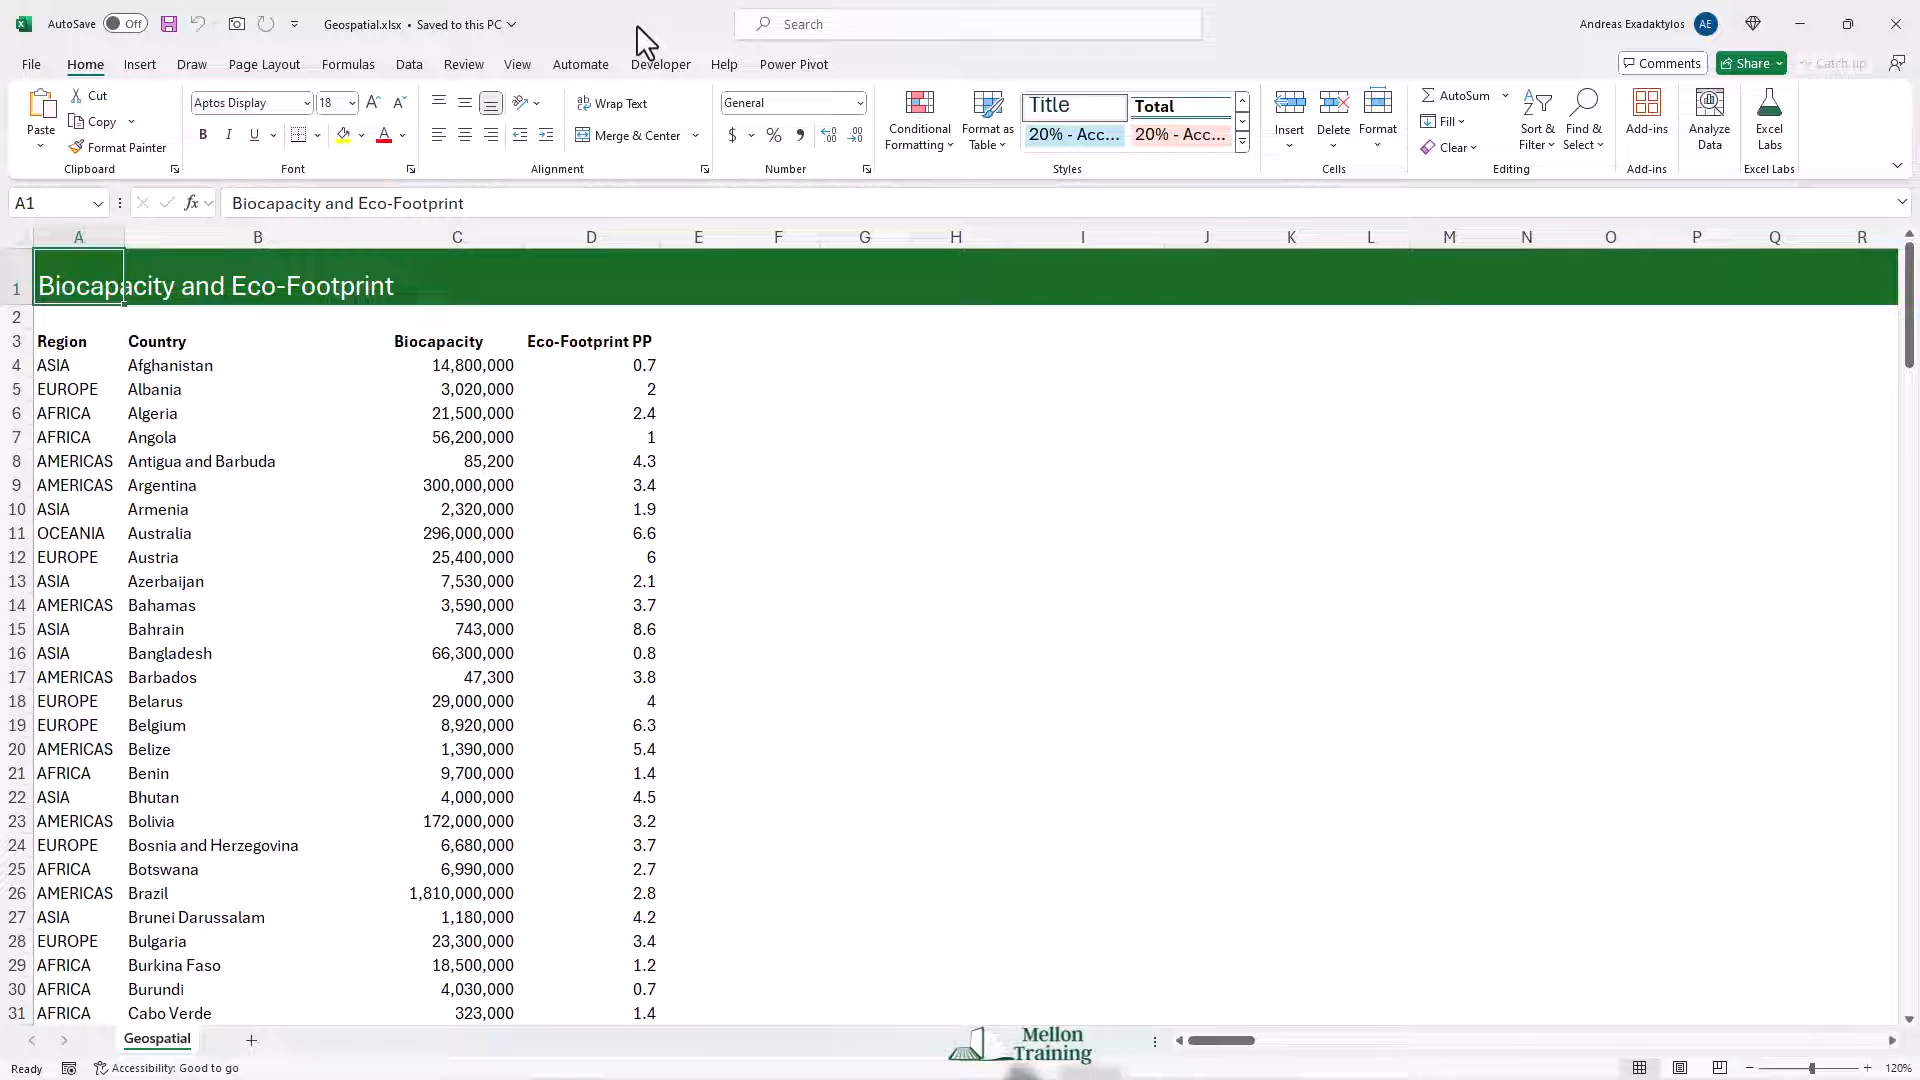 AutoSave Off Geospatial.xlsx • Saved to this PC Search Andreas Exadaktylos AE
File Home Insert Draw Page Layout Formulas Data Review View Automate Developer Help Power Pivot Comments Share Catch up
Paste Cut Copy Format Painter Clipboard
Aptos Display 18 A A B I U A Font
Wrap Text Merge & Center Alignment
General $ % , Number
Conditional Formatting Format as Table Title Total 20% - Acc... 20% - Acc... Styles
Insert Delete Format Cells
AutoSum Fill Clear Sort & Filter Find & Select Editing
Add-ins Add-ins
Analyze Data
Excel Labs Excel Labs
A1 fx Biocapacity and Eco-Footprint
A B C D E F G H I J K L M N O P Q R
1 Biocapacity and Eco-Footprint
2
3 Region Country Biocapacity Eco-Footprint PP
4 ASIA Afghanistan 14,800,000 0.7
5 EUROPE Albania 3,020,000 2
6 AFRICA Algeria 21,500,000 2.4
7 AFRICA Angola 56,200,000 1
8 AMERICAS Antigua and Barbuda 85,200 4.3
9 AMERICAS Argentina 300,000,000 3.4
10 ASIA Armenia 2,320,000 1.9
11 OCEANIA Australia 296,000,000 6.6
12 EUROPE Austria 25,400,000 6
13 ASIA Azerbaijan 7,530,000 2.1
14 AMERICAS Bahamas 3,590,000 3.7
15 ASIA Bahrain 743,000 8.6
16 ASIA Bangladesh 66,300,000 0.8
17 AMERICAS Barbados 47,300 3.8
18 EUROPE Belarus 29,000,000 4
19 EUROPE Belgium 8,920,000 6.3
20 AMERICAS Belize 1,390,000 5.4
21 AFRICA Benin 9,700,000 1.4
22 ASIA Bhutan 4,000,000 4.5
23 AMERICAS Bolivia 172,000,000 3.2
24 EUROPE Bosnia and Herzegovina 6,680,000 3.7
25 AFRICA Botswana 6,990,000 2.7
26 AMERICAS Brazil 1,810,000,000 2.8
27 ASIA Brunei Darussalam 1,180,000 4.2
28 EUROPE Bulgaria 23,300,000 3.4
29 AFRICA Burkina Faso 18,500,000 1.2
30 AFRICA Burundi 4,030,000 0.7
31 AFRICA Cabo Verde 323,000 1.4
Geospatial
Mellon
Training
Ready Accessibility: Good to go 120%